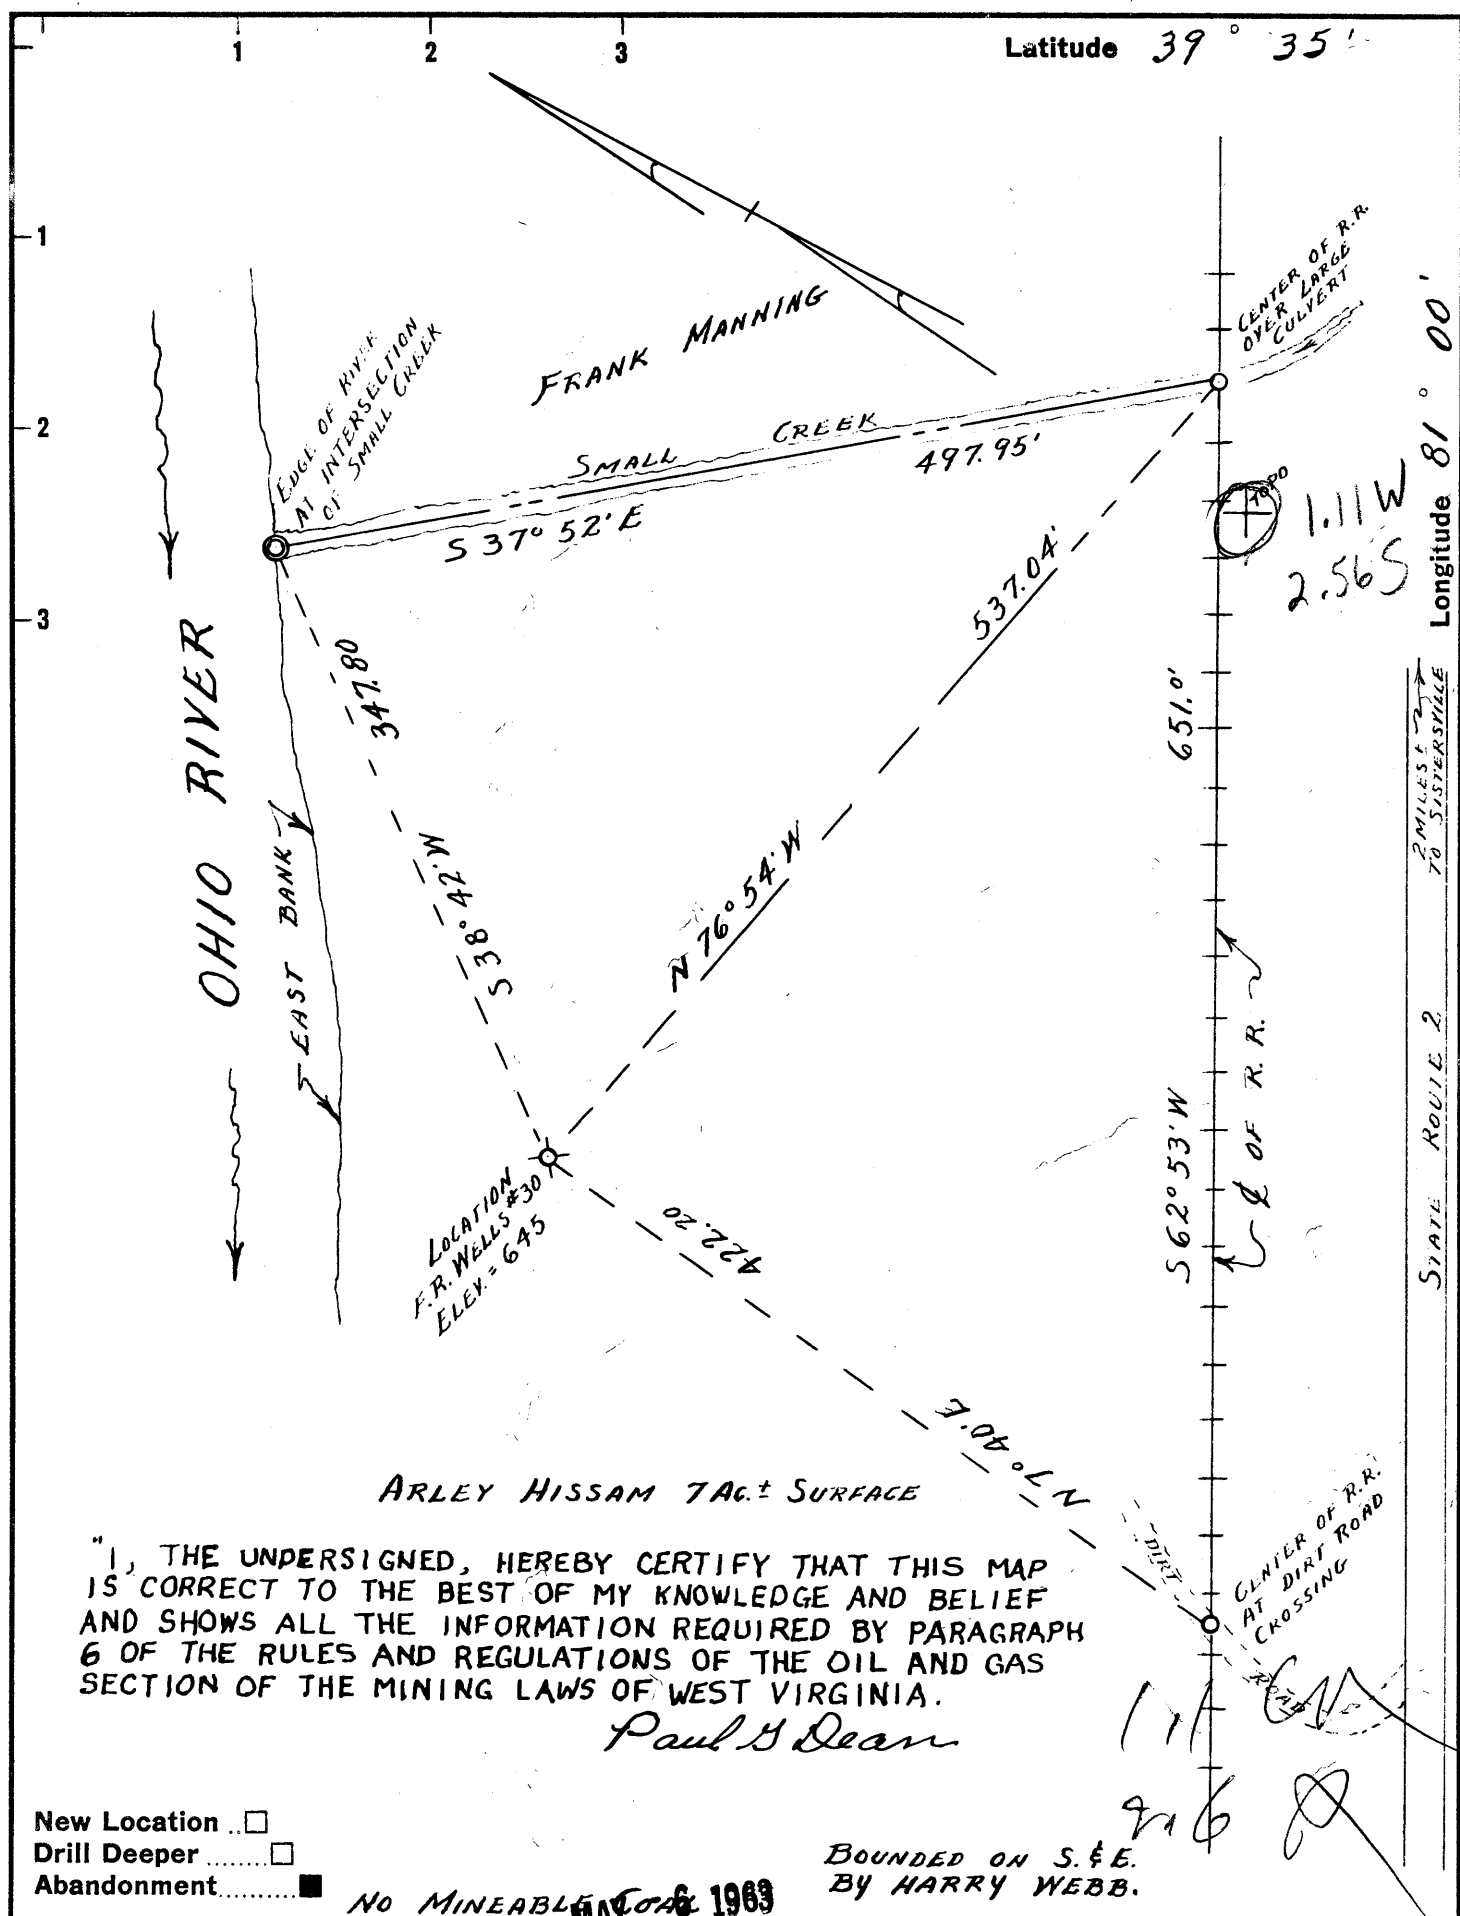 1 2 3
Latitude 39° 35'
1
2
3
FRANK MANNING
CENTER OF R.R.
OVER LARGE
CULVERT
Longitude 81° 00'
EDGE OF RIVER
AT INTERSECTION
OF SMALL CREEK
SMALL CREEK
S 37° 52' E
497.95'
TOPO
1.11 W
2.56 S
OHIO RIVER
EAST BANK
347.80
S 38° 42' W
537.04'
N 76° 54' W
651.0'
S 62° 53' W
℄ OF R.R.
2 MILES ±
TO SISTERSVILLE
STATE ROUTE 2
LOCATION
F.R. WELLS #30
ELEV. = 645
422.20
N 7° 40' E
ARLEY HISSAM 7 AC. ± SURFACE
DIRT
ROAD
CENTER OF R.R.
AT DIRT ROAD
CROSSING
"I, THE UNDERSIGNED, HEREBY CERTIFY THAT THIS MAP
IS CORRECT TO THE BEST OF MY KNOWLEDGE AND BELIEF
AND SHOWS ALL THE INFORMATION REQUIRED BY PARAGRAPH
6 OF THE RULES AND REGULATIONS OF THE OIL AND GAS
SECTION OF THE MINING LAWS OF WEST VIRGINIA.
Paul G Dean
New Location
Drill Deeper
Abandonment
NO MINEABLE COAL
MAY 6 1963
BOUNDED ON S. & E.
BY HARRY WEBB.